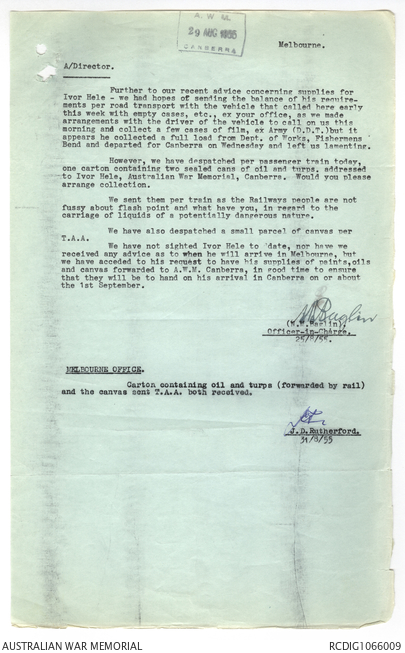 A.W.M.
29 AUG 1955
CANBERRA
Melbourne.
A/Director.
Further to our recent advice concerning supplies for
Ivor Hele - we had hopes of sending the balance of his require-
ments per road transport with the vehicle that called here early
this week with empty cases, etc., ex your office, as we made
arrangements with the driver of the vehicle to call on us this
morning and collect a few cases of film, ex Army (D.D.T.)but it
appears he collected a full load from Dept. of Works, Fishermens
Bend and departed for Canberra on Wednesday and left us lamenting.
However, we have despatched per passenger train today,
one carton containing two sealed cans of oil and turps. addressed
to Ivor Hele, Australian War Memorial, Canberra. Would you please
arrange collection.
We sent them per train as the Railways people are not
fussy about flash point and what have you, in regard to the
carriage of liquids of a potentially dangerous nature.
We have also despatched a small parcel of canvas per
T.A.A.
We have not sighted Ivor Hele to date, nor have we
received any advice as to when he will arrive in Melbourne, but
we have acceded to his request to have his supplies of paints,oils
and canvas forwarded to A.W.M. Canberra, in good time to ensure
that they will be to hand on his arrival in Canberra on or about
the 1st September.
Officer-in-Charge.
25/8/55.
MELBOURNE OFFICE.
Carton containing oil and turps (forwarded by rail)
and the canvas sent T.A.A. both received.
J.D.Rutherford.
31/8/55
AUSTRALIAN WAR MEMORIAL
RCDIG1066009